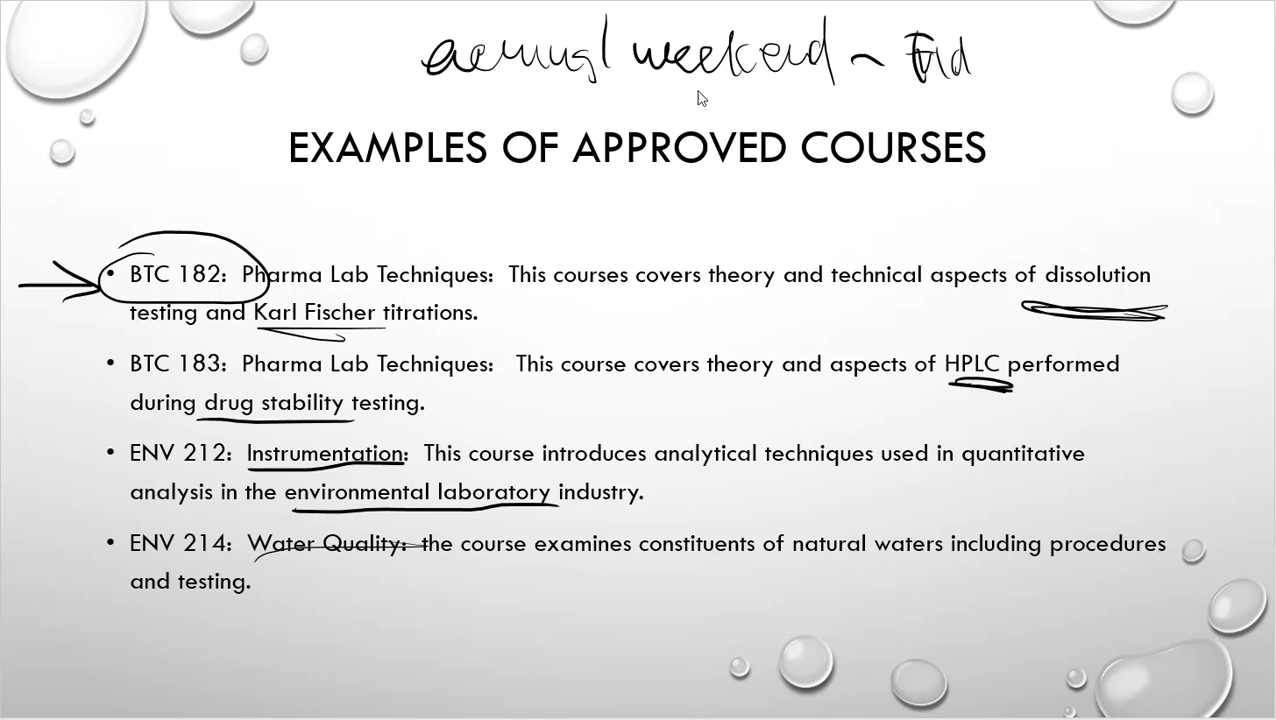 weekend ~
EXAMPLES OF APPROVED COURSES
• BTC 182: Pharma Lab Techniques: This courses covers theory and technical aspects of dissolution
testing and Karl Fischer titrations.
• BTC 183: Pharma Lab Techniques: This course covers theory and aspects of HPLC performed
during drug stability testing.
• ENV 212: Instrumentation: This course introduces analytical techniques used in quantitative
analysis in the environmental laboratory industry.
• ENV 214: Water Quality: the course examines constituents of natural waters including procedures
and testing.